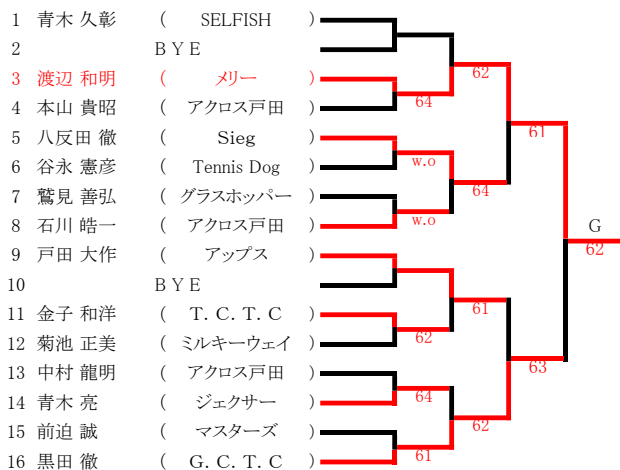 1 青木 久彰 ( SELFISH )
2 BYE
3 渡辺 和明 ( メリー )
4 本山 貴昭 ( アクロス戸田 )
5 八反田 徹 ( Sieg )
6 谷永 憲彦 ( Tennis Dog )
7 鷲見 善弘 ( グラスホッパー )
8 石川 皓一 ( アクロス戸田 )
9 戸田 大作 ( アップス )
10 BYE
11 金子 和洋 ( T. C. T. C )
12 菊池 正美 ( ミルキーウェイ )
13 中村 龍明 ( アクロス戸田 )
14 青木 亮 ( ジェクサー )
15 前迫 誠 ( マスターズ )
16 黒田 徹 ( G. C. T. C )
64
w.o
w.o
62
64
61
62
64
61
61
62
63
G
62